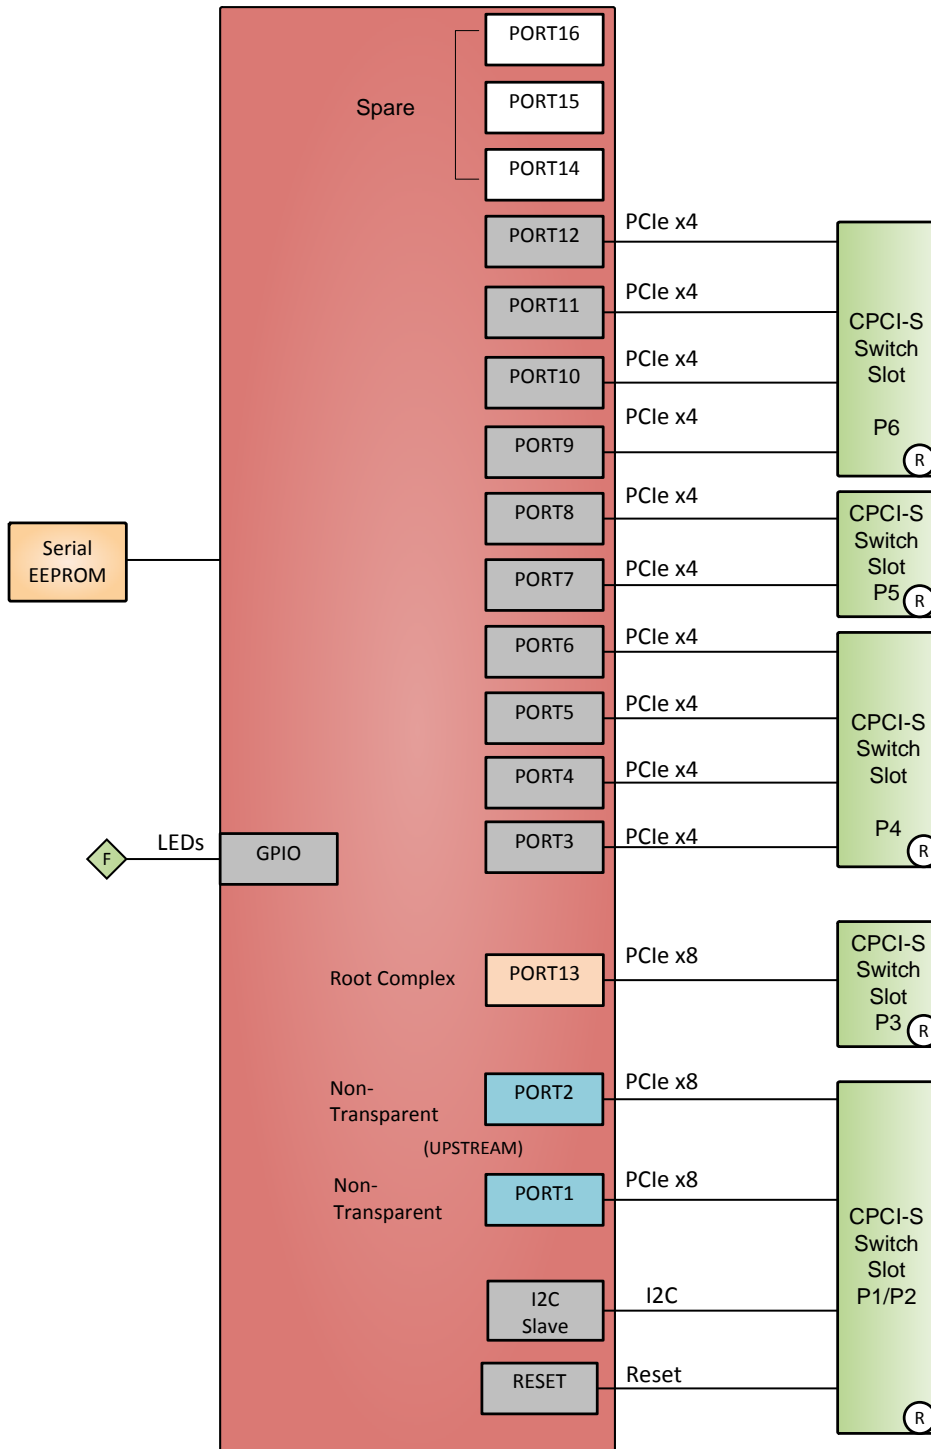 PORT16
Spare
PORT15
PORT14
PORT12
PCIe x4
PORT11
PCIe x4
PORT10
PCIe x4
PORT9
PCIe x4
CPCI-S
Switch
Slot
P6
R
PORT8
PCIe x4
PORT7
PCIe x4
CPCI-S
Switch
Slot
P5
R
Serial
EEPROM
PORT6
PCIe x4
PORT5
PCIe x4
PORT4
PCIe x4
PORT3
PCIe x4
CPCI-S
Switch
Slot
P4
R
F
LEDs
GPIO
Root Complex
PORT13
PCIe x8
CPCI-S
Switch
Slot
P3
R
Non-
Transparent
PORT2
PCIe x8
(UPSTREAM)
Non-
Transparent
PORT1
PCIe x8
I2C
Slave
I2C
RESET
Reset
CPCI-S
Switch
Slot
P1/P2
R